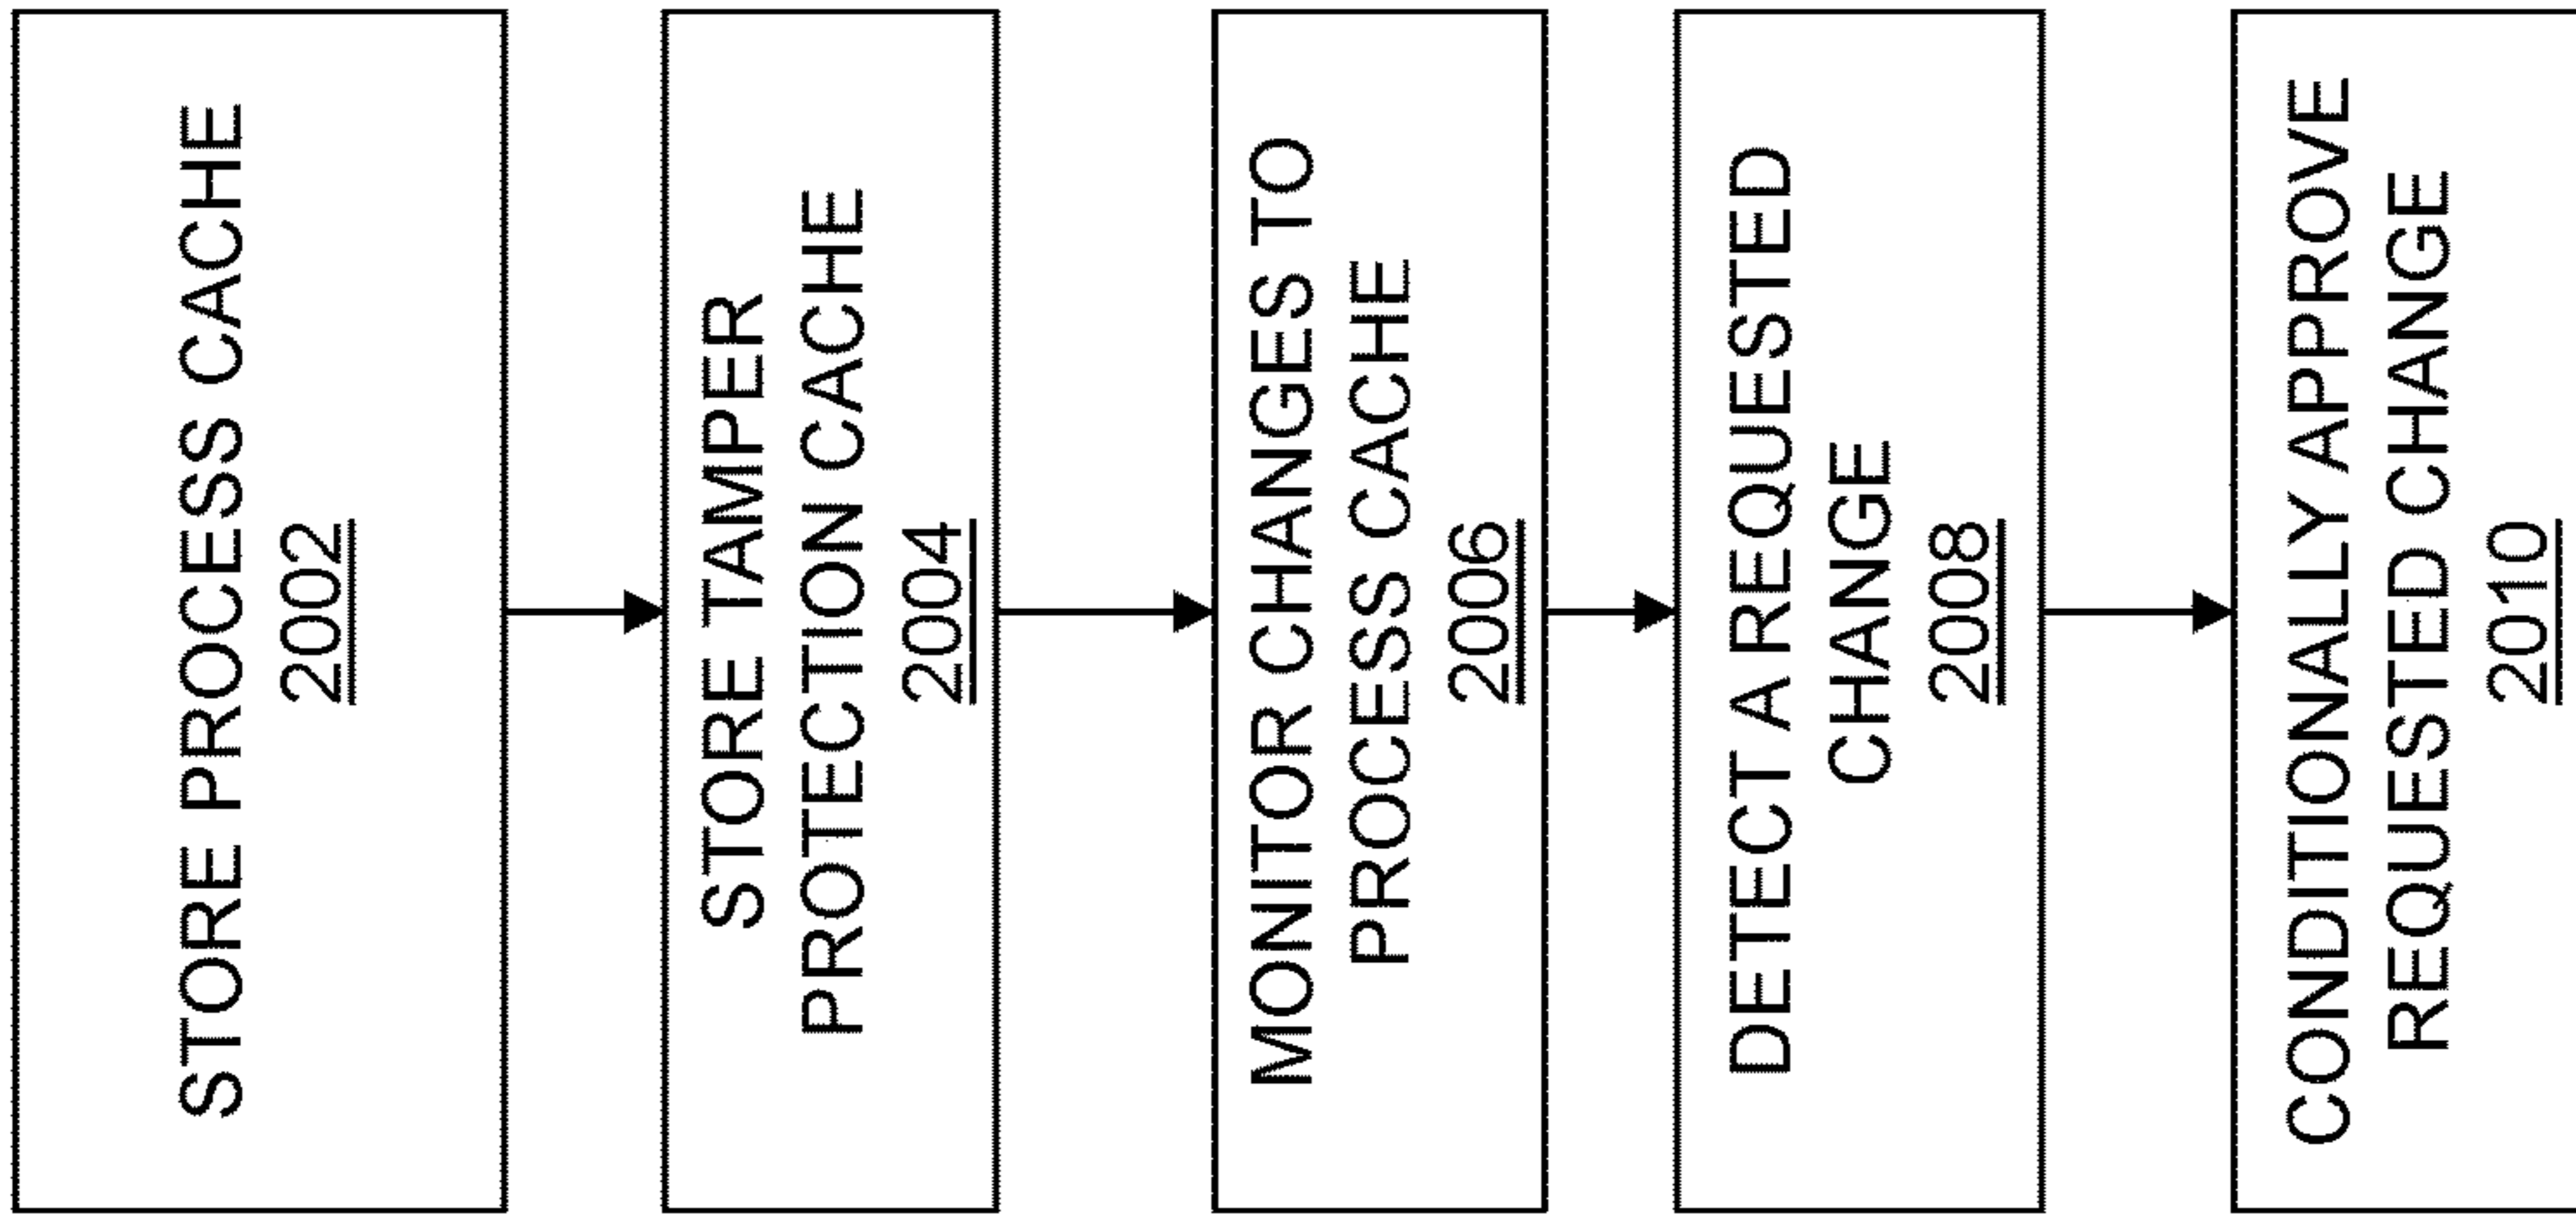 STORE PROCESS CACHE
2002
STORE TAMPER
PROTECTION CACHE
2004
MONITOR CHANGES TO
PROCESS CACHE
2006
DETECT A REQUESTED
CHANGE
2008
CONDITIONALLY APPROVE
REQUESTED CHANGE
2010